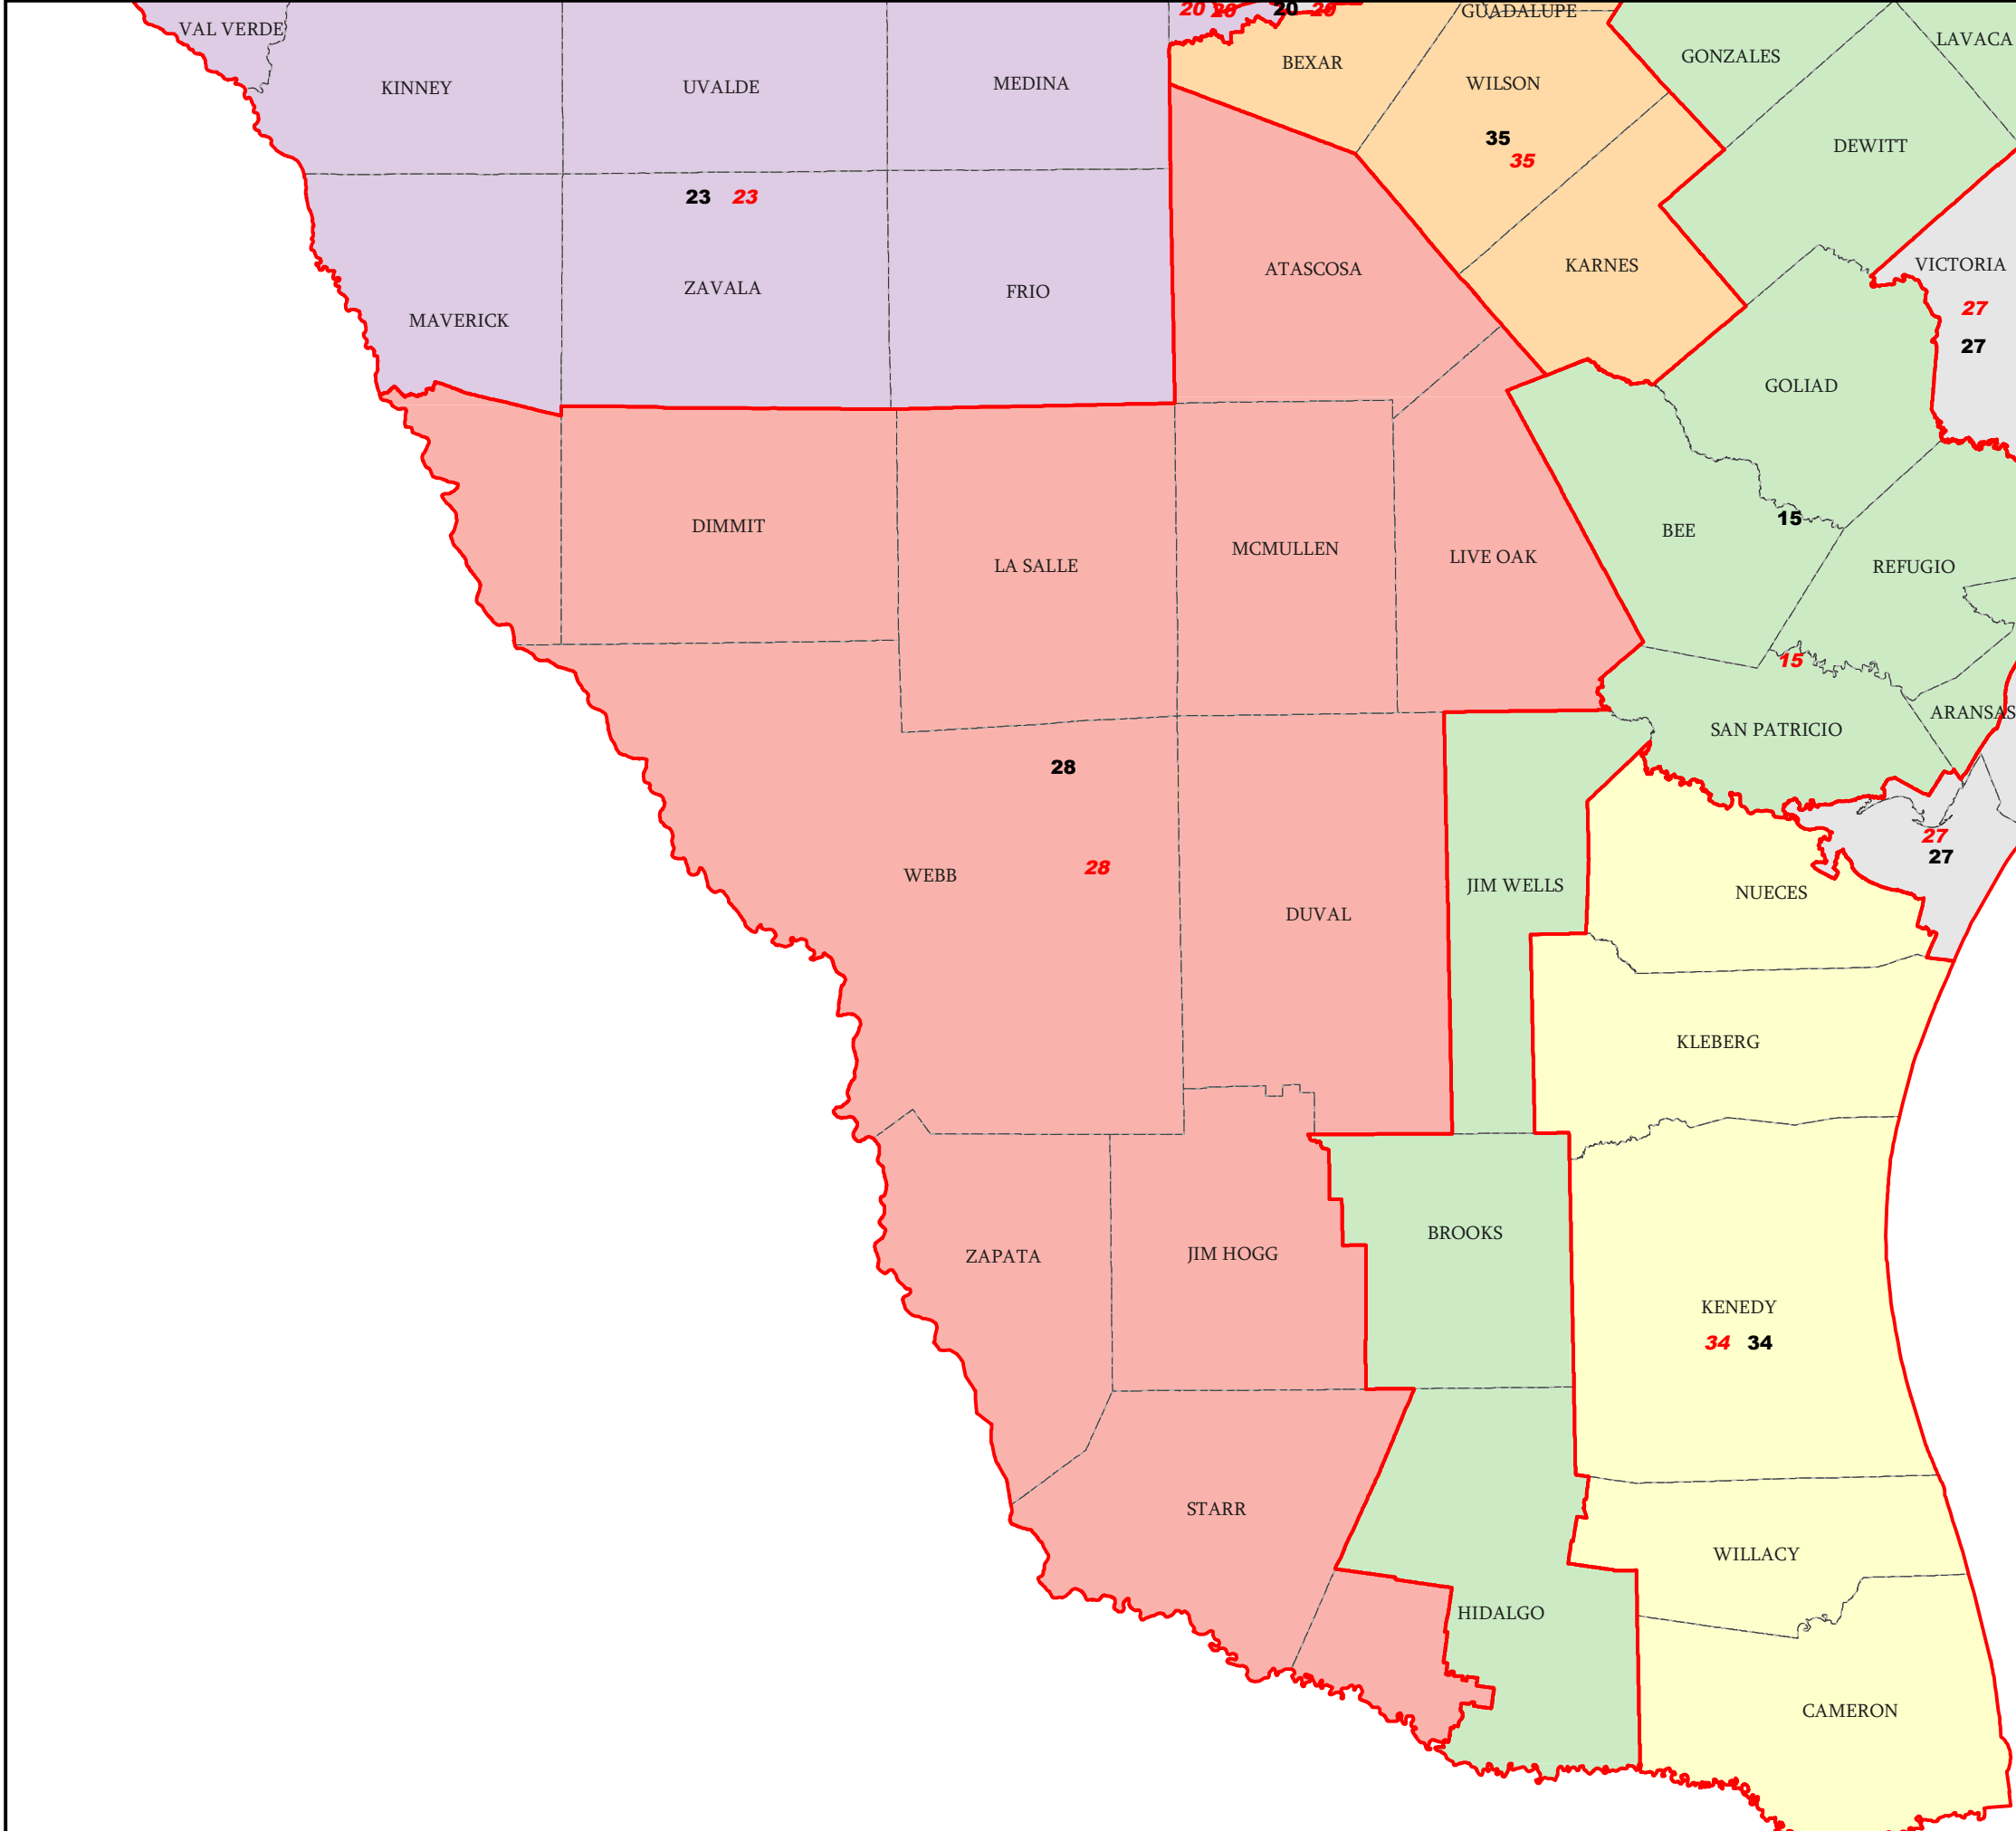 20 20 20 20
GUADALUPE
VAL VERDE
LAVACA
GONZALES
BEXAR
KINNEY
UVALDE
MEDINA
WILSON
35
35
DEWITT
23 23
VICTORIA
KARNES
ATASCOSA
ZAVALA
FRIO
27
MAVERICK
27
GOLIAD
15
DIMMIT
BEE
MCMULLEN
LIVE OAK
LA SALLE
REFUGIO
15
ARANSAS
SAN PATRICIO
28
27
27
28
WEBB
JIM WELLS
NUECES
DUVAL
KLEBERG
BROOKS
JIM HOGG
ZAPATA
KENEDY
34 34
STARR
WILLACY
HIDALGO
CAMERON